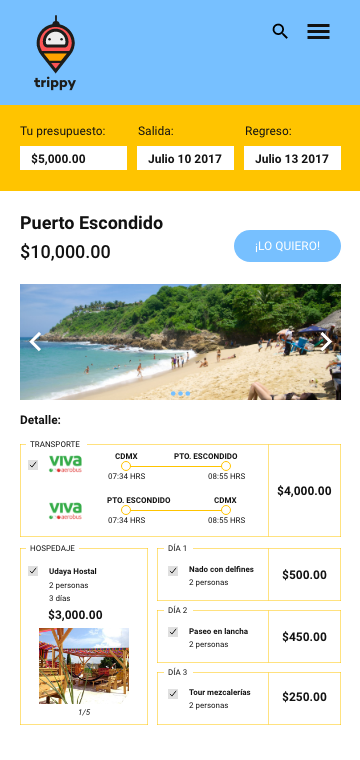 trippy
Tu presupuesto:
Salida:
Regreso:
$5,000.00
Julio 10 2017
Julio 13 2017
Puerto Escondido
$10,000.00
¡LO QUIERO!
Detalle:
TRANSPORTE
viva
aerobus
CDMX
PTO. ESCONDIDO
07:34 HRS
08:55 HRS
viva
aerobus
PTO. ESCONDIDO
CDMX
07:34 HRS
08:55 HRS
$4,000.00
HOSPEDAJE
Udaya Hostal
2 personas
3 días
$3,000.00
1/5
DÍA 1
Nado con delfines
2 personas
$500.00
DÍA 2
Paseo en lancha
2 personas
$450.00
DÍA 3
Tour mezcalerías
2 personas
$250.00